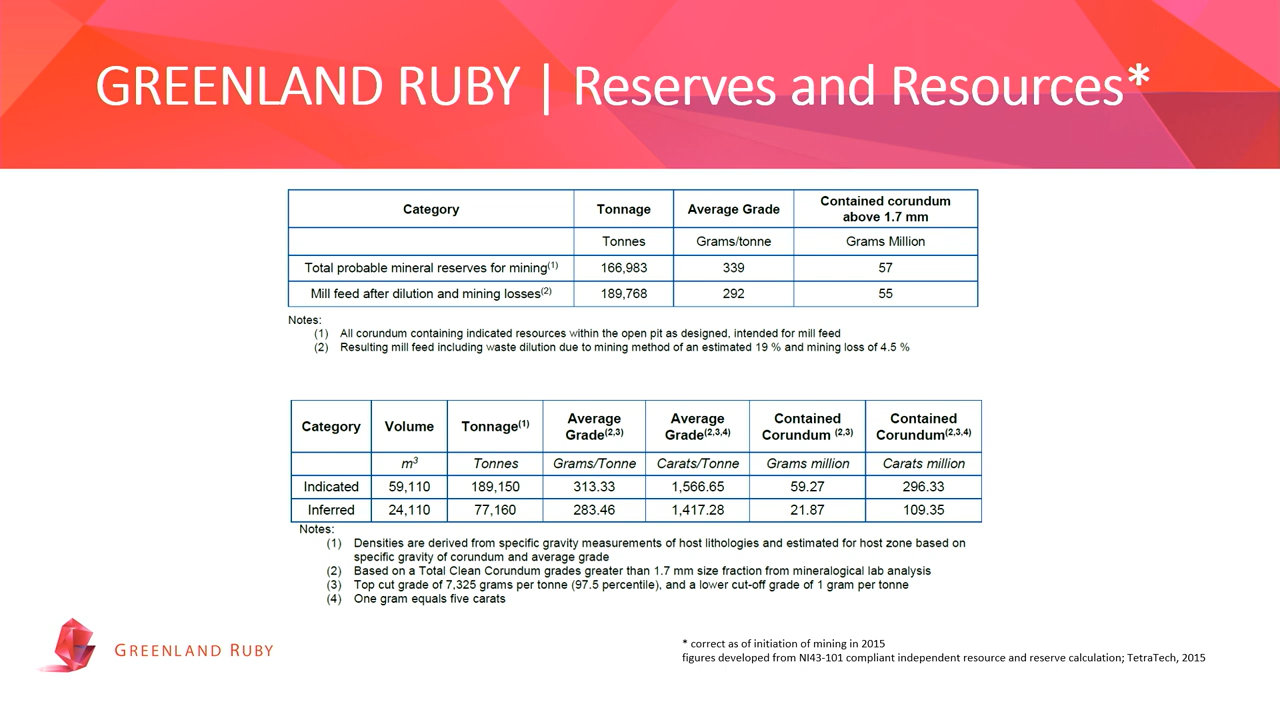 GREENLAND RUBY | Reserves and Resources*
Category Tonnage Average Grade Contained corundum above 1.7 mm
Tonnes Grams/tonne Grams Million
Total probable mineral reserves for mining(1) 166,983 339 57
Mill feed after dilution and mining losses(2) 189,768 292 55
Notes:
(1) All corundum containing indicated resources within the open pit as designed, intended for mill feed
(2) Resulting mill feed including waste dilution due to mining method of an estimated 19 % and mining loss of 4.5 %
Category Volume Tonnage(1) Average Grade(2,3) Average Grade(2,3,4) Contained Corundum (2,3) Contained Corundum(2,3,4)
m3 Tonnes Grams/Tonne Carats/Tonne Grams million Carats million
Indicated 59,110 189,150 313.33 1,566.65 59.27 296.33
Inferred 24,110 77,160 283.46 1,417.28 21.87 109.35
Notes:
(1) Densities are derived from specific gravity measurements of host lithologies and estimated for host zone based on
specific gravity of corundum and average grade
(2) Based on a Total Clean Corundum grades greater than 1.7 mm size fraction from mineralogical lab analysis
(3) Top cut grade of 7,325 grams per tonne (97.5 percentile), and a lower cut-off grade of 1 gram per tonne
(4) One gram equals five carats
GREENLAND RUBY
* correct as of initiation of mining in 2015
figures developed from NI43-101 compliant independent resource and reserve calculation; TetraTech, 2015